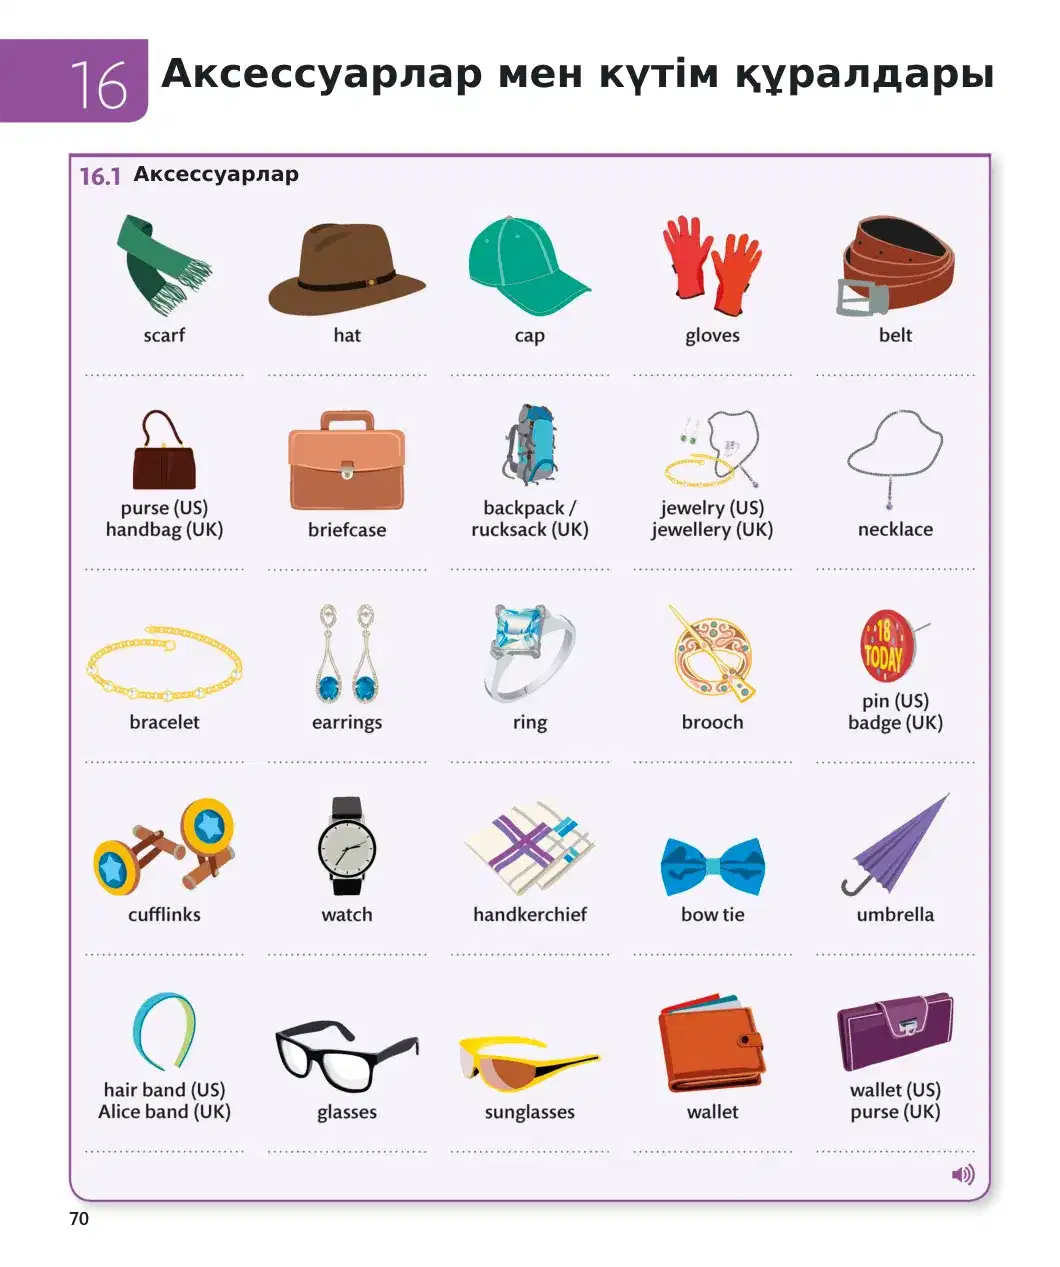 16
Аксессуарлар мен күтім құралдары
16.1 Аксессуарлар
scarf
hat
cap
gloves
belt
purse (US)
handbag (UK)
briefcase
backpack /
rucksack (UK)
jewelry (US)
jewellery (UK)
necklace
bracelet
earrings
ring
brooch
18
TODAY
pin (US)
badge (UK)
cufflinks
watch
handkerchief
bow tie
umbrella
hair band (US)
Alice band (UK)
glasses
sunglasses
wallet
wallet (US)
purse (UK)
70